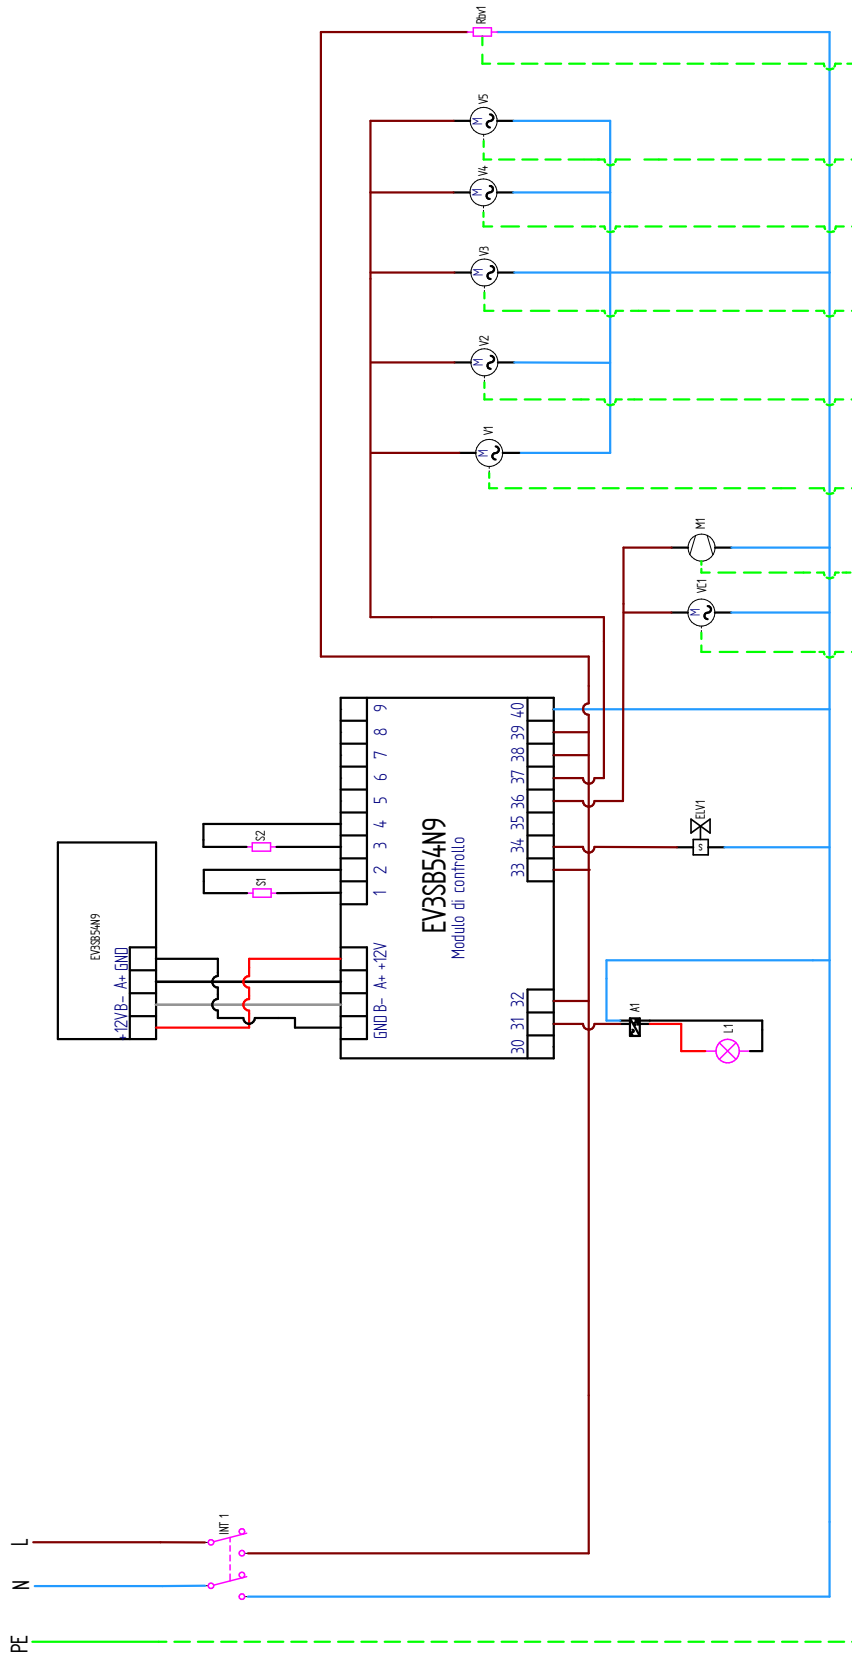 Rbv1
V5
M
V4
M
V3
M
V2
M
V1
M
M1
VC1
M
9
8
7
6
5
4
3
2
1
40
39
38
37
36
35
34
33
32
31
30
EV3SB54N9
Modulo di controllo
+12V
A+
B-
GND
S2
S1
EV3SB54N9
GND
A+
B-
+12V
ELV1
S
A1
L1
INT 1
L
N
PE